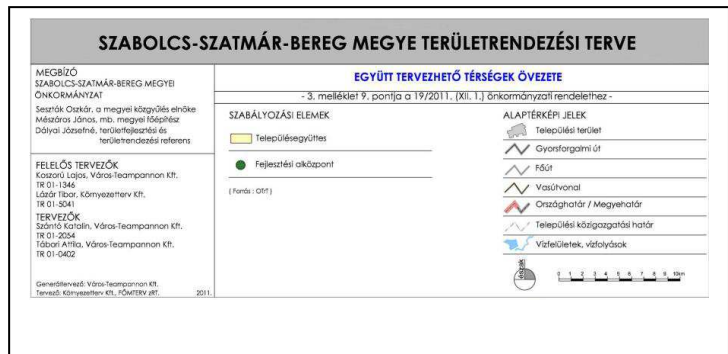 SZABOLCS-SZATMÁR-BEREG MEGYE TERÜLETRENDEZÉSI TERVE
MEGBÍZÓ
SZABOLCS-SZATMÁR-BEREG MEGYEI
ÖNKORMÁNYZAT
Seszták Oszkár, a megyei közgyűlés elnöke
Mészáros János, mb. megyei főépítész
Dályai Józsefné, területfejlesztési és
területrendezési referens
FELELŐS TERVEZŐK
Koszorú Lajos, Város-Teampannon Kft.
TR 01-1346
Lázár Tibor, Környezetterv Kft.
TR 01-5041
TERVEZŐK
Szántó Katalin, Város-Teampannon Kft.
TR 01-2054
Tábori Attila, Város-Teampannon Kft.
TR 01-0402
Generáltervező: Város-Teampannon Kft.
Tervező: Környezetterv Kft., FŐMTERV zRT. 2011.
EGYÜTT TERVEZHETŐ TÉRSÉGEK ÖVEZETE
- 3. melléklet 9. pontja a 19/2011. (XII. 1.) önkormányzati rendelethez -
SZABÁLYOZÁSI ELEMEK
Településegyüttes
Fejlesztési alközpont
( Forrás : OTrT )
ALAPTÉRKÉPI JELEK
Települési terület
Gyorsforgalmi út
Főút
Vasútvonal
Országhatár / Megyehatár
Települési közigazgatási határ
Vízfelületek, vízfolyások
észak
0 1 2 3 4 5 6 7 8 9 10km